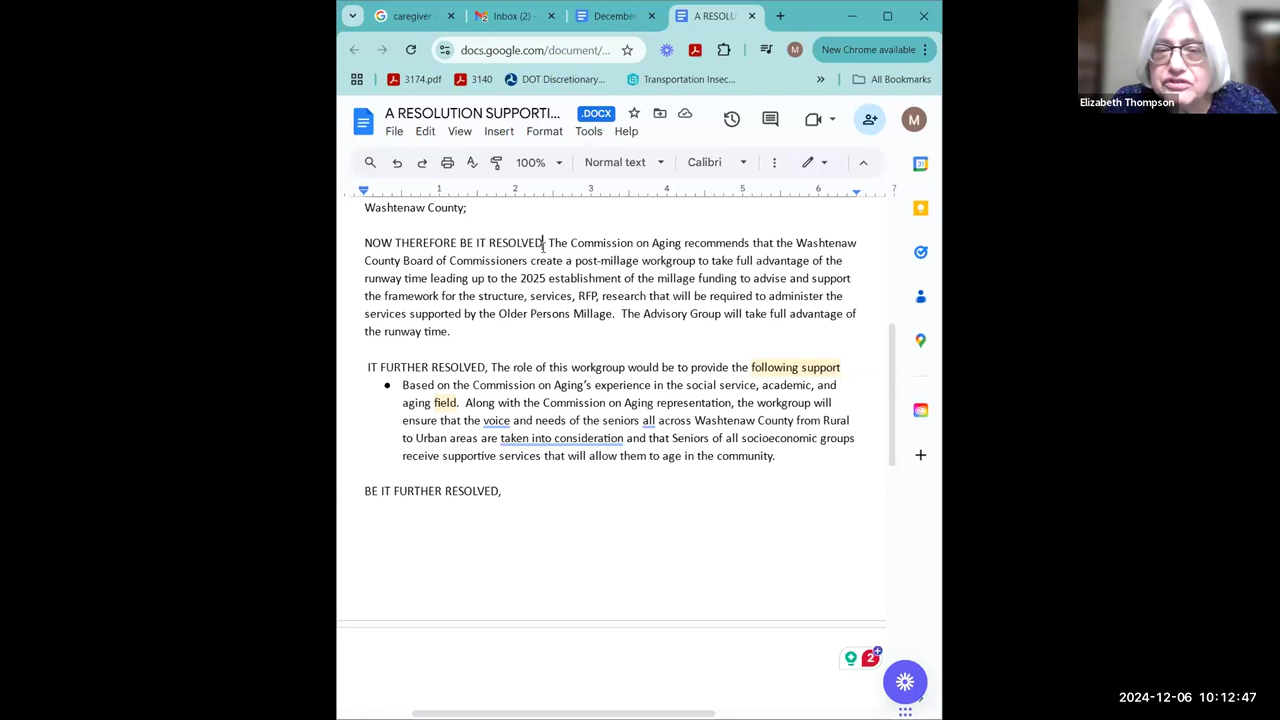 caregiver
Inbox (2)
December
A RESOLU
docs.google.com/document/...
M
New Chrome available
3174.pdf
3140
DOT Discretionary...
Transportation Insec...
»
All Bookmarks
A RESOLUTION SUPPORTI...
.DOCX
File Edit View Insert Format Tools Help
M
100%
Normal text
Calibri
1 2 3 4 5 6 7
Washtenaw County;
NOW THEREFORE BE IT RESOLVED, The Commission on Aging recommends that the Washtenaw
County Board of Commissioners create a post-millage workgroup to take full advantage of the
runway time leading up to the 2025 establishment of the millage funding to advise and support
the framework for the structure, services, RFP, research that will be required to administer the
services supported by the Older Persons Millage. The Advisory Group will take full advantage of
the runway time.
IT FURTHER RESOLVED, The role of this workgroup would be to provide the following support
● Based on the Commission on Aging's experience in the social service, academic, and
aging field. Along with the Commission on Aging representation, the workgroup will
ensure that the voice and needs of the seniors all across Washtenaw County from Rural
to Urban areas are taken into consideration and that Seniors of all socioeconomic groups
receive supportive services that will allow them to age in the community.
BE IT FURTHER RESOLVED,
2
Elizabeth Thompson
2024-12-06 10:12:47